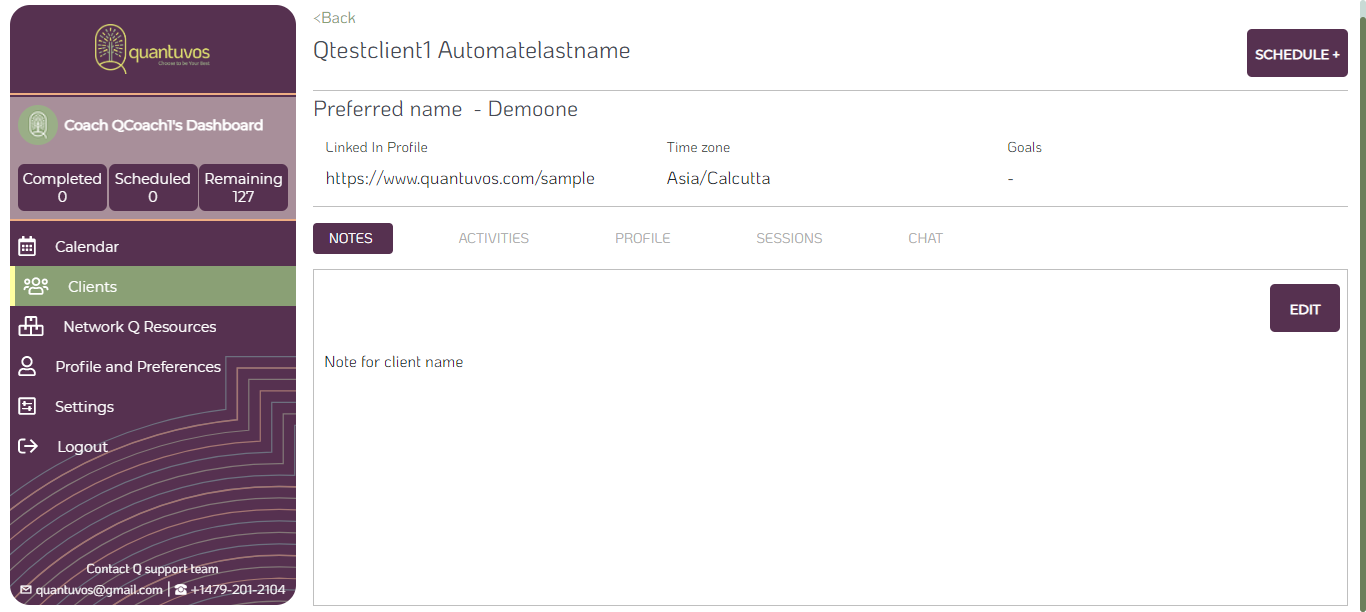 quantuvos
Choose to be Your Best
Coach QCoach1's Dashboard
Completed
0
Scheduled
0
Remaining
127
Calendar
Clients
Network Q Resources
Profile and Preferences
Settings
Logout
Contact Q support team
quantuvos@gmail.com | +1479-201-2104
<Back
Qtestclient1 Automatelastname
SCHEDULE +
Preferred name - Demoone
Linked In Profile
https://www.quantuvos.com/sample
Time zone
Asia/Calcutta
Goals
-
NOTES ACTIVITIES PROFILE SESSIONS CHAT
EDIT
Note for client name